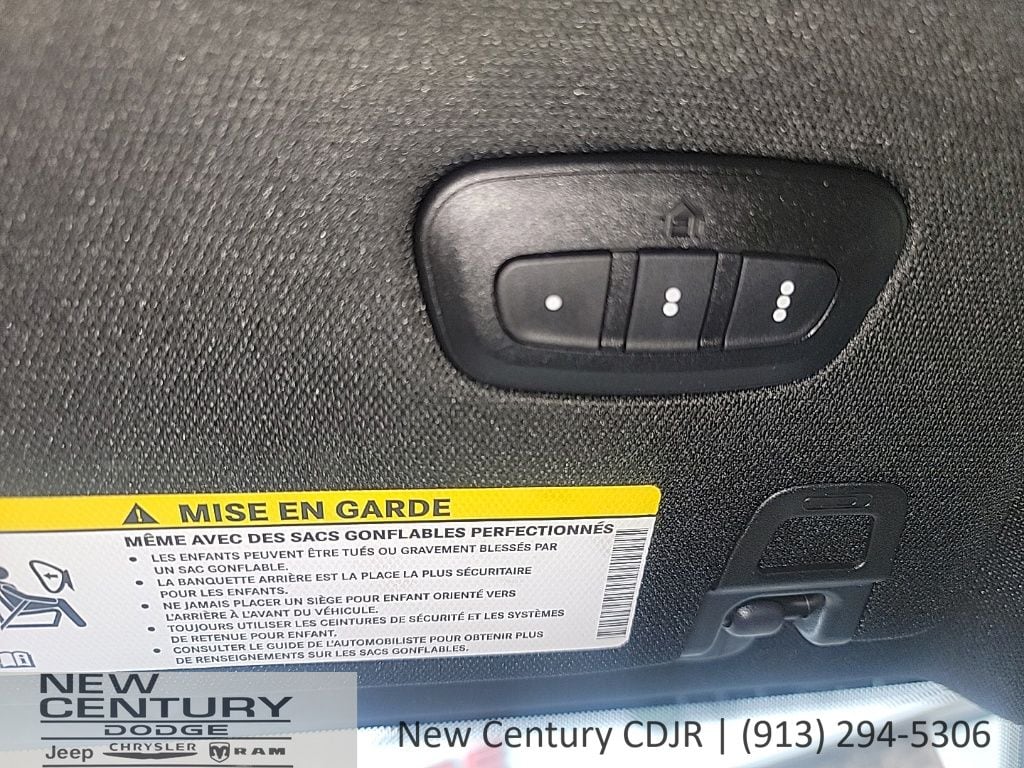 MISE EN GARDE
MÊME AVEC DES SACS GONFLABLES PERFECTIONNÉS
• LES ENFANTS PEUVENT ÊTRE TUÉS OU GRAVEMENT BLESSÉS PAR
UN SAC GONFLABLE.
• LA BANQUETTE ARRIÈRE EST LA PLACE LA PLUS SÉCURITAIRE
POUR LES ENFANTS.
• NE JAMAIS PLACER UN SIÈGE POUR ENFANT ORIENTÉ VERS
L'ARRIÈRE À L'AVANT DU VÉHICULE.
• TOUJOURS UTILISER LES CEINTURES DE SÉCURITÉ ET LES SYSTÈMES
DE RETENUE POUR ENFANT.
• CONSULTER LE GUIDE DE L'AUTOMOBILISTE POUR OBTENIR PLUS
DE RENSEIGNEMENTS SUR LES SACS GONFLABLES.
NEW
CENTURY
DODGE
Jeep CHRYSLER RAM
New Century CDJR | (913) 294-5306